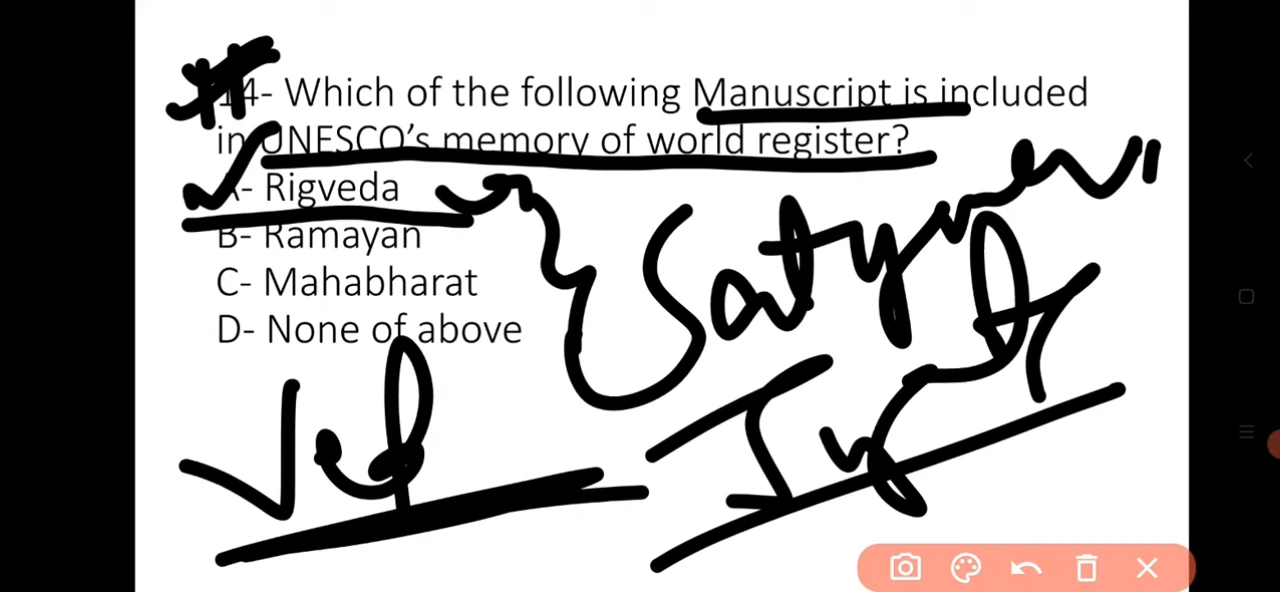 14- Which of the following Manuscript is included
in UNESCO's memory of world register?
A- Rigveda
B- Ramayan
C- Mahabharat
D- None of above
Ved